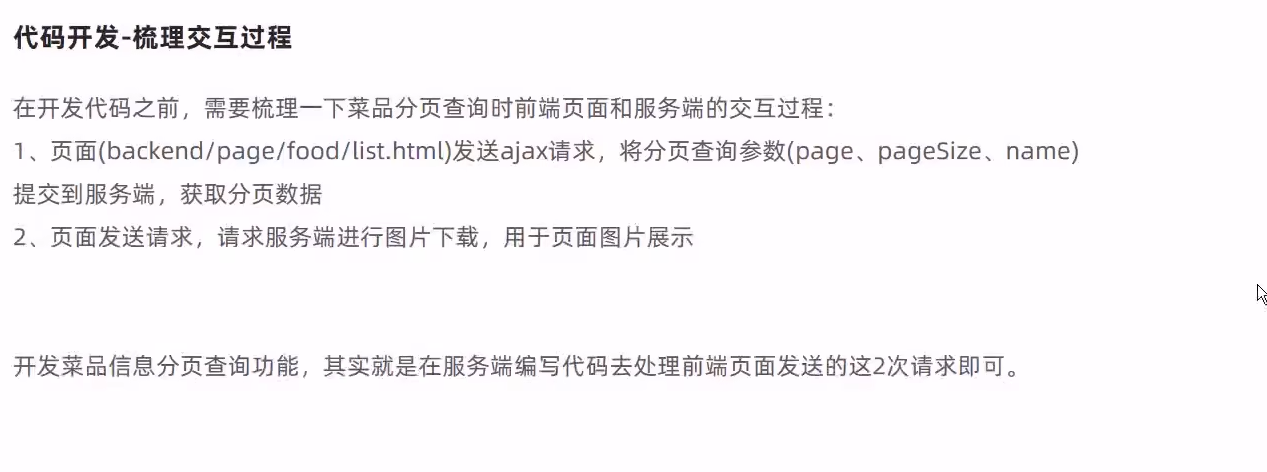 代码开发-梳理交互过程
在开发代码之前，需要梳理一下菜品分页查询时前端页面和服务端的交互过程：
1、页面(backend/page/food/list.html)发送ajax请求，将分页查询参数(page、pageSize、name)
提交到服务端，获取分页数据
2、页面发送请求，请求服务端进行图片下载，用于页面图片展示
开发菜品信息分页查询功能，其实就是在服务端编写代码去处理前端页面发送的这2次请求即可。